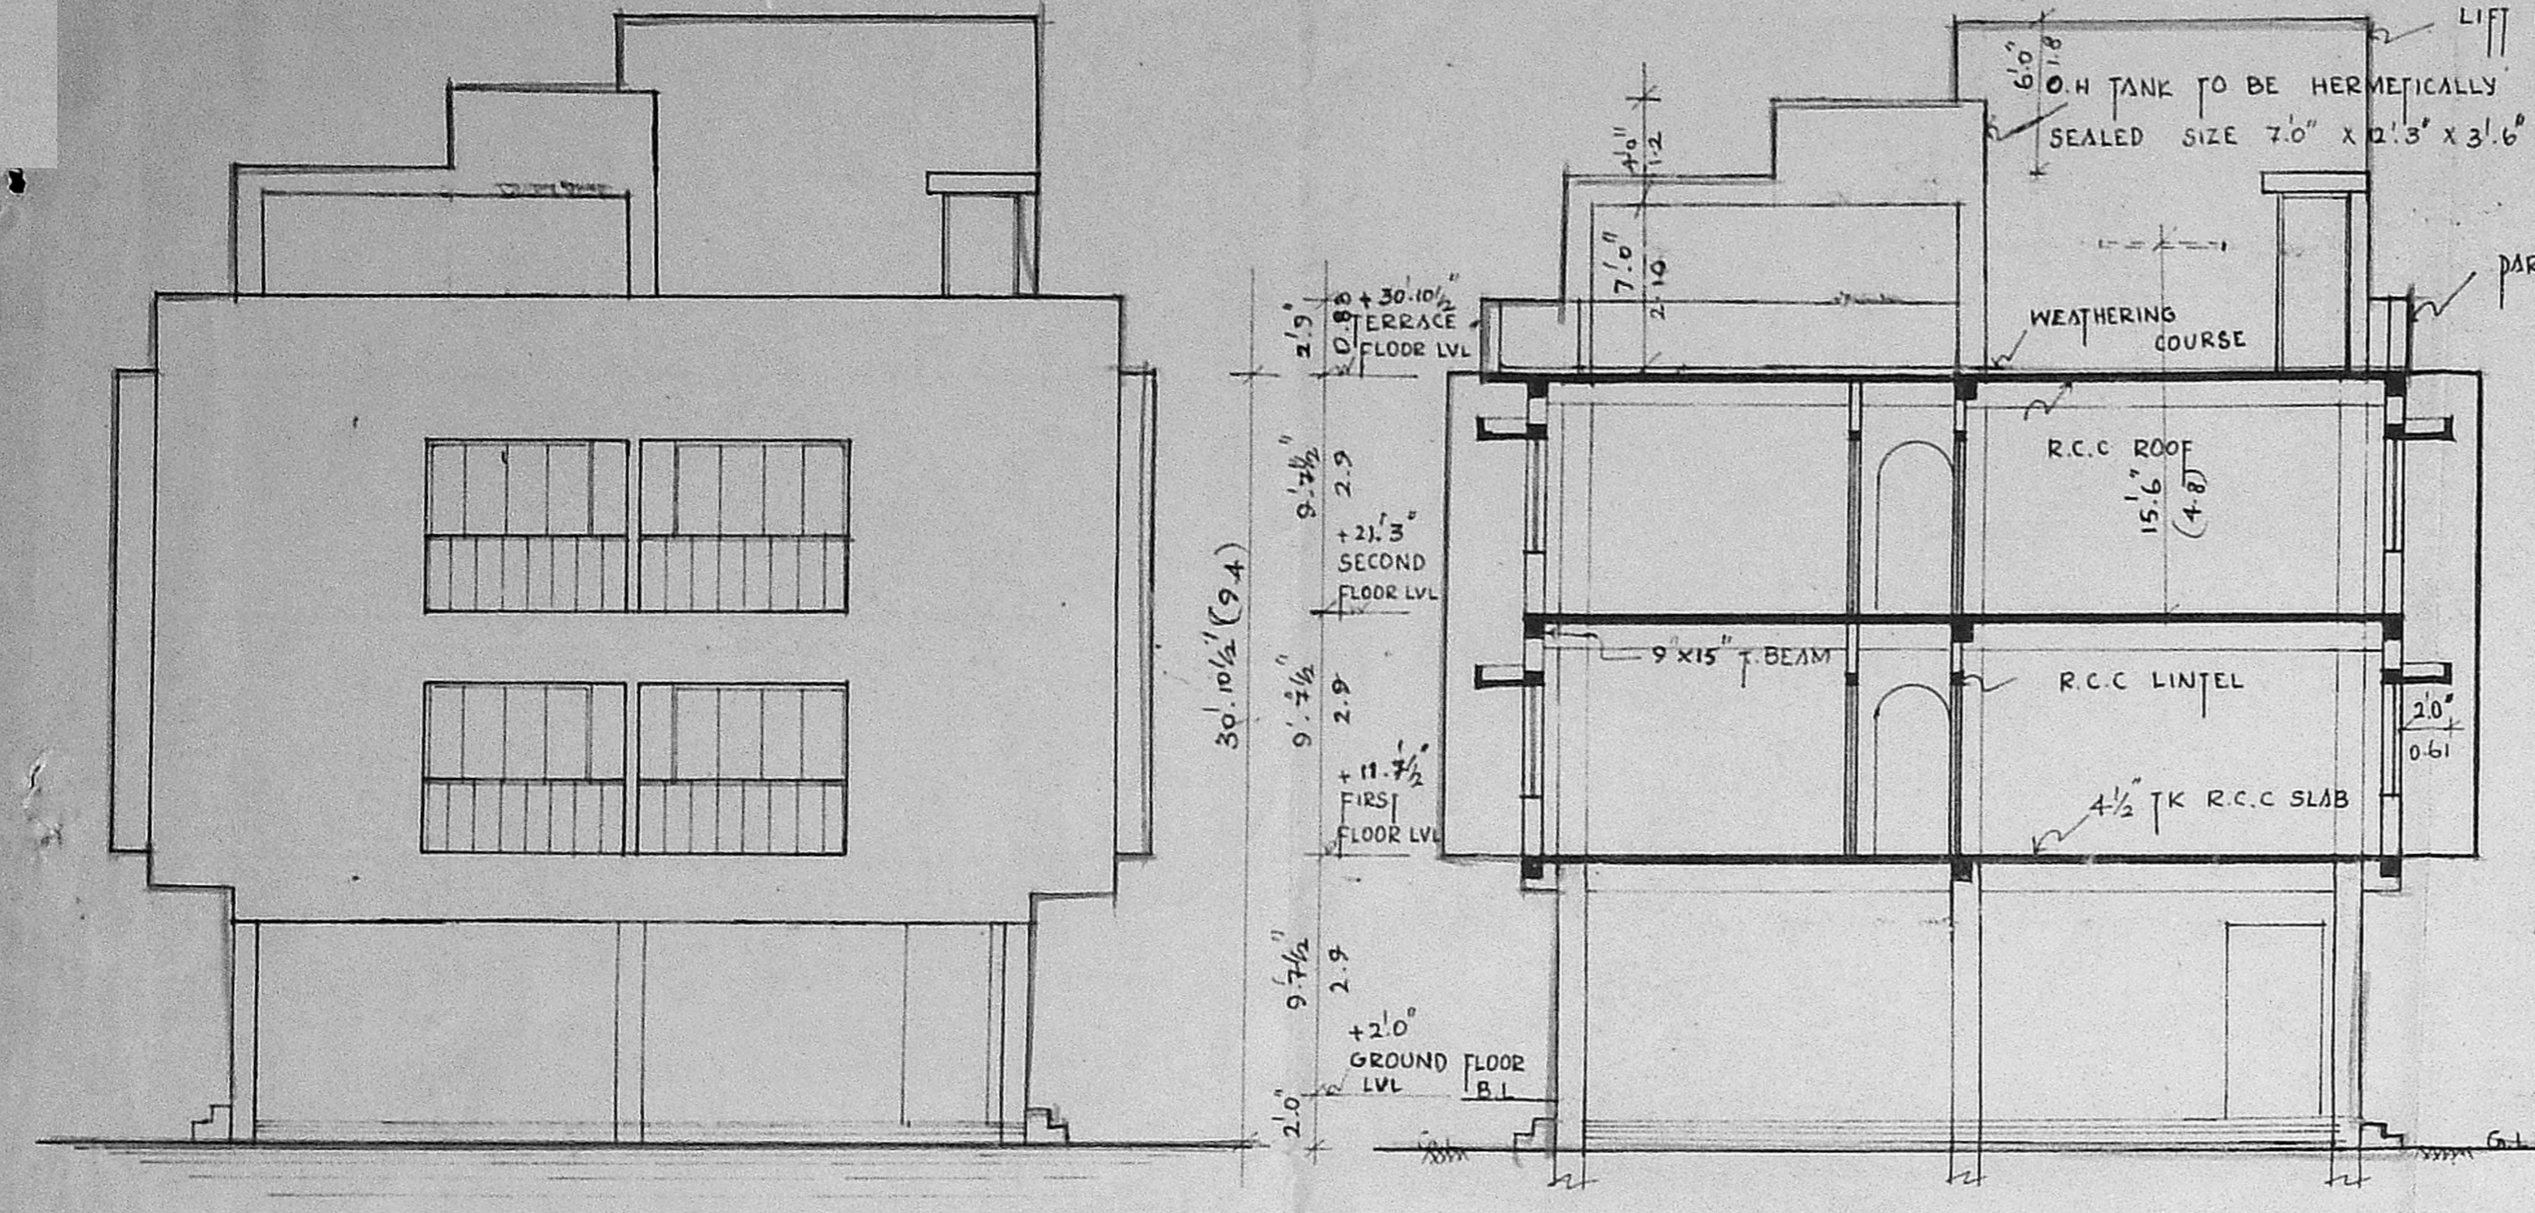 LIFT
6'.0"
0 1.8
O.H TANK TO BE HERMETICALLY
SEALED SIZE 7'.0" X 12'.3" X 3'.6"
4'.0"
1.2
7'.0"
2.10
2'.9"
0.88
+ 30'.10½"
TERRACE
FLOOR LVL
WEATHERING
COURSE
PAR
R.C.C ROOF
15'.6"
(4.8)
9'.7½"
2.9
+21'.3"
SECOND
FLOOR LVL
30'.10½" (9.4)
9"X15" T.BEAM
R.C.C LINTEL
9'.7½"
2.9
2'.0"
0.61
+ 11'.7½"
FIRST
FLOOR LVL
4½" TK R.C.C SLAB
9'.7½"
2.9
+2'.0"
GROUND FLOOR
LVL
B.L
2'.0"
G.L